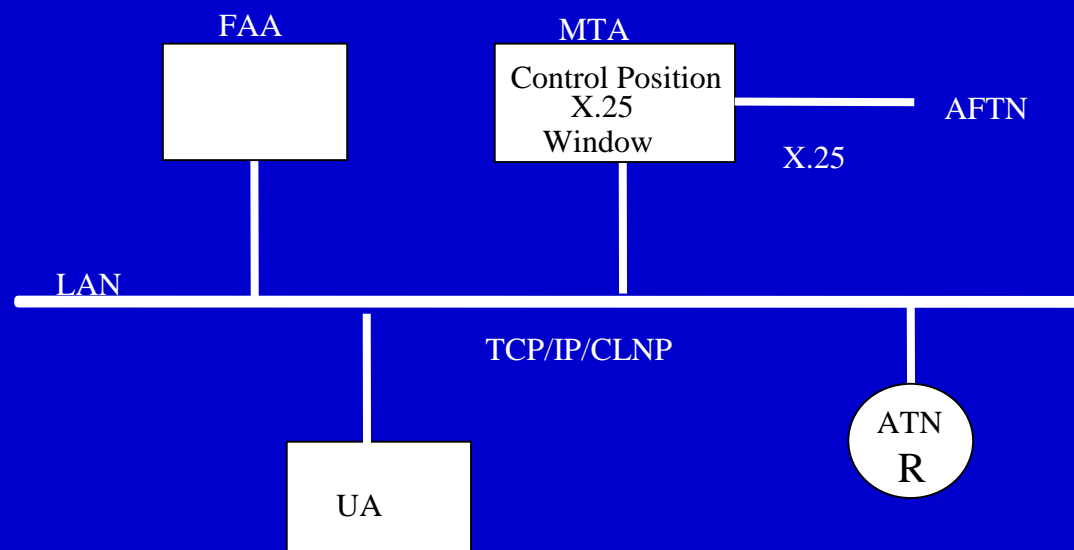 FAA
MTA
Control Position
X.25
Window
AFTN
X.25
LAN
TCP/IP/CLNP
ATN
R
UA